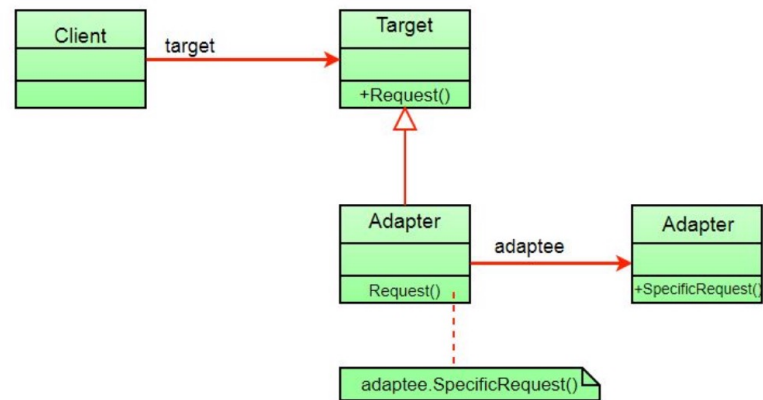 Client
target
Target
+Request()
Adapter
Request()
adaptee
Adapter
+SpecificRequest()
adaptee.SpecificRequest()